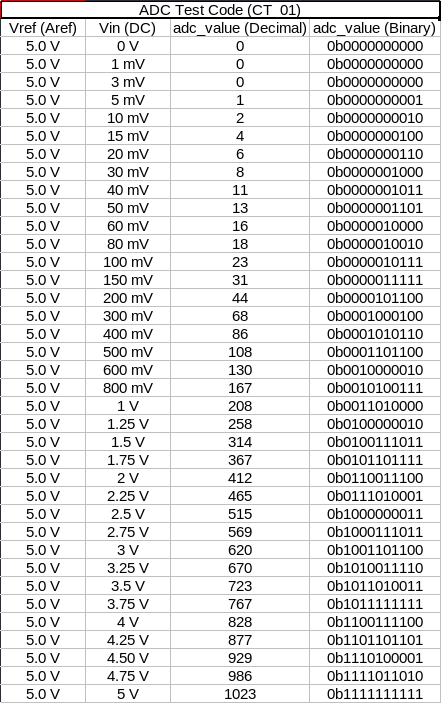 ADC Test Code (CT_01)
Vref (Aref) Vin (DC) adc_value (Decimal) adc_value (Binary)
5.0 V 0 V 0 0b0000000000
5.0 V 1 mV 0 0b0000000000
5.0 V 3 mV 0 0b0000000000
5.0 V 5 mV 1 0b0000000001
5.0 V 10 mV 2 0b0000000010
5.0 V 15 mV 4 0b0000000100
5.0 V 20 mV 6 0b0000000110
5.0 V 30 mV 8 0b0000001000
5.0 V 40 mV 11 0b0000001011
5.0 V 50 mV 13 0b0000001101
5.0 V 60 mV 16 0b0000010000
5.0 V 80 mV 18 0b0000010010
5.0 V 100 mV 23 0b0000010111
5.0 V 150 mV 31 0b0000011111
5.0 V 200 mV 44 0b0000101100
5.0 V 300 mV 68 0b0001000100
5.0 V 400 mV 86 0b0001010110
5.0 V 500 mV 108 0b0001101100
5.0 V 600 mV 130 0b0010000010
5.0 V 800 mV 167 0b0010100111
5.0 V 1 V 208 0b0011010000
5.0 V 1.25 V 258 0b0100000010
5.0 V 1.5 V 314 0b0100111011
5.0 V 1.75 V 367 0b0101101111
5.0 V 2 V 412 0b0110011100
5.0 V 2.25 V 465 0b0111010001
5.0 V 2.5 V 515 0b1000000011
5.0 V 2.75 V 569 0b1000111011
5.0 V 3 V 620 0b1001101100
5.0 V 3.25 V 670 0b1010011110
5.0 V 3.5 V 723 0b1011010011
5.0 V 3.75 V 767 0b1011111111
5.0 V 4 V 828 0b1100111100
5.0 V 4.25 V 877 0b1101101101
5.0 V 4.50 V 929 0b1110100001
5.0 V 4.75 V 986 0b1111011010
5.0 V 5 V 1023 0b1111111111